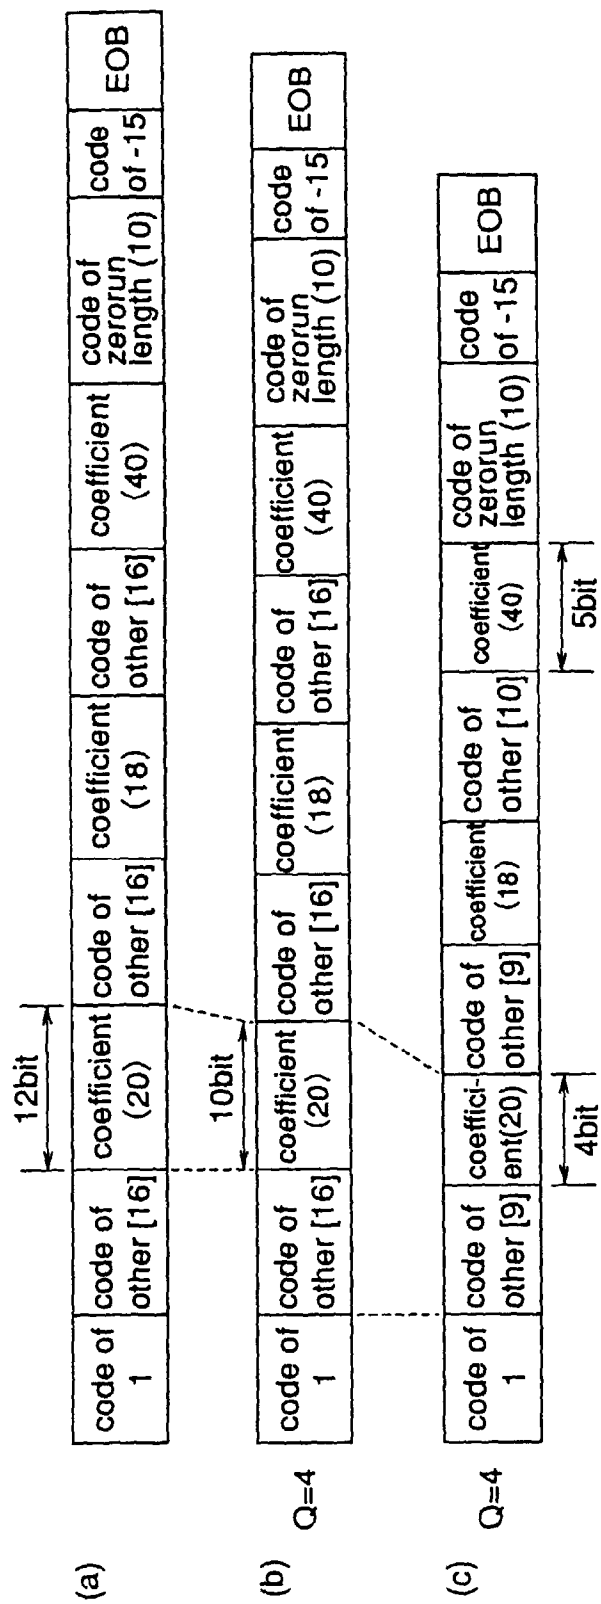 (a)
12bit
code of
1
code of
other [16]
coefficient
(20)
code of
other [16]
coefficient
(18)
code of
other [16]
coefficient
(40)
code of
zerorun
length (10)
code
of -15
EOB
(b)
Q=4
10bit
code of
1
code of
other [16]
coefficient
(20)
code of
other [16]
coefficient
(18)
code of
other [16]
coefficient
(40)
code of
zerorun
length (10)
code
of -15
EOB
(c)
Q=4
code of
1
code of
other [9]
coeffici-
ent(20)
code of
other [9]
coefficient
(18)
code of
other [10]
coefficient
(40)
code of
zerorun
length (10)
code
of -15
EOB
4bit
5bit